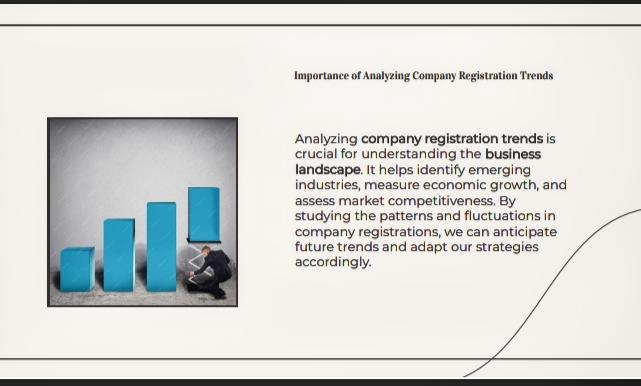 Importance of Analyzing Company Registration Trends
Analyzing company registration trends is
crucial for understanding the business
landscape. It helps identify emerging
industries, measure economic growth, and
assess market competitiveness. By
studying the patterns and fluctuations in
company registrations, we can anticipate
future trends and adapt our strategies
accordingly.